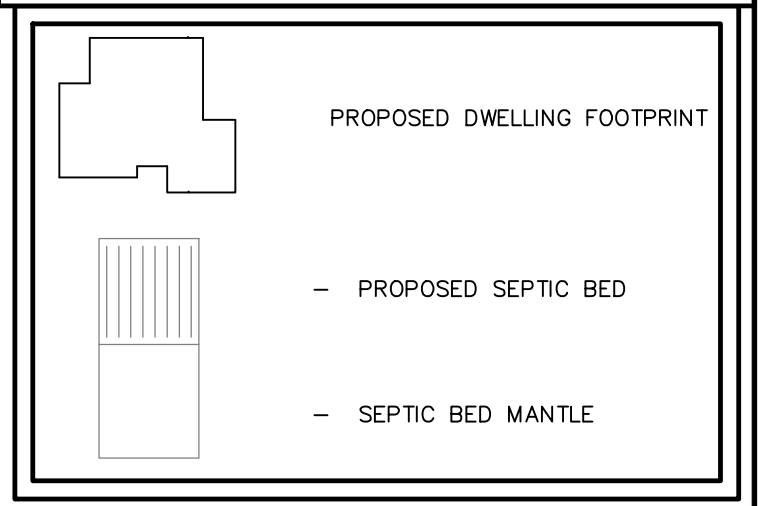 PROPOSED DWELLING FOOTPRINT
– PROPOSED SEPTIC BED
– SEPTIC BED MANTLE